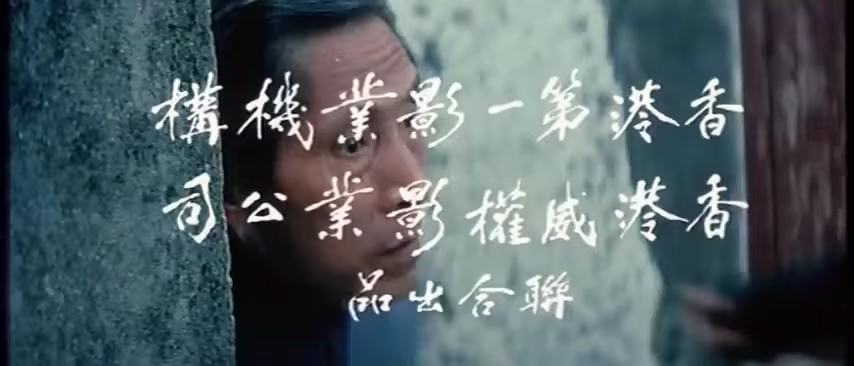 香港第一影業機構
香港威權影業公司
聯合出品